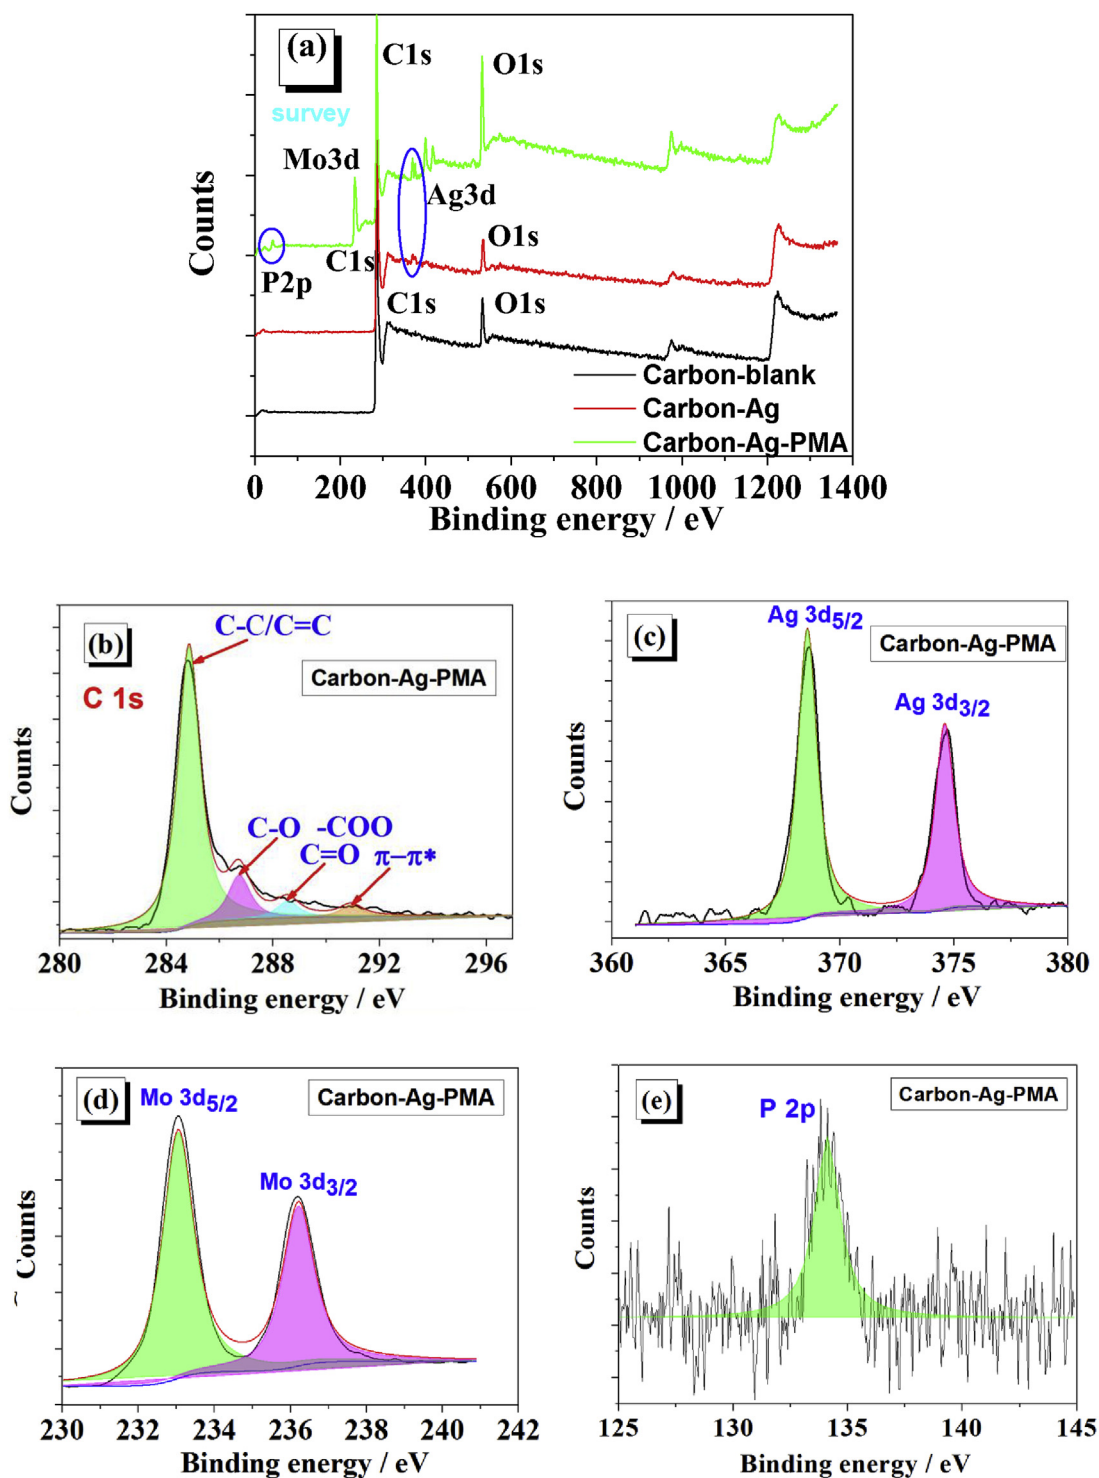 (a)
C1s
O1s
survey
Mo3d
Ag3d
P2p
C1s
O1s
C1s
O1s
Counts
Carbon-blank
Carbon-Ag
Carbon-Ag-PMA
0 200 400 600 800 1000 1200 1400
Binding energy / eV
(b)
C-C/C=C
Carbon-Ag-PMA
C 1s
C-O -COO
C=O π–π*
Counts
280 284 288 292 296
Binding energy / eV
(c)
Ag 3d5/2
Carbon-Ag-PMA
Ag 3d3/2
Counts
360 365 370 375 380
Binding energy / eV
(d)
Mo 3d5/2
Carbon-Ag-PMA
Mo 3d3/2
~ Counts
230 232 234 236 238 240 242
Binding energy / eV
(e)
P 2p
Carbon-Ag-PMA
Counts
125 130 135 140 145
Binding energy / eV